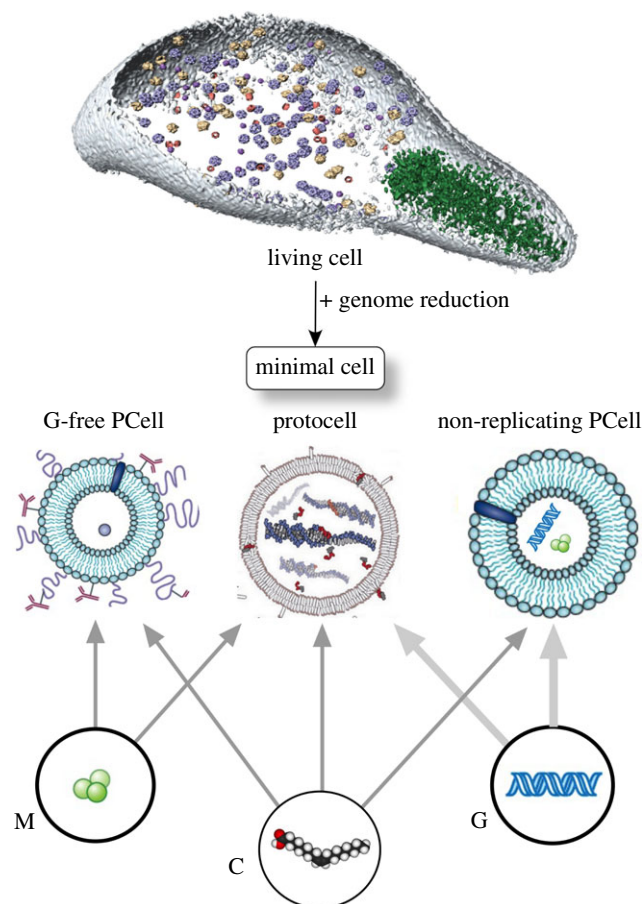 living cell
+ genome reduction
minimal cell
G-free PCell
protocell
non-replicating PCell
M
C
G